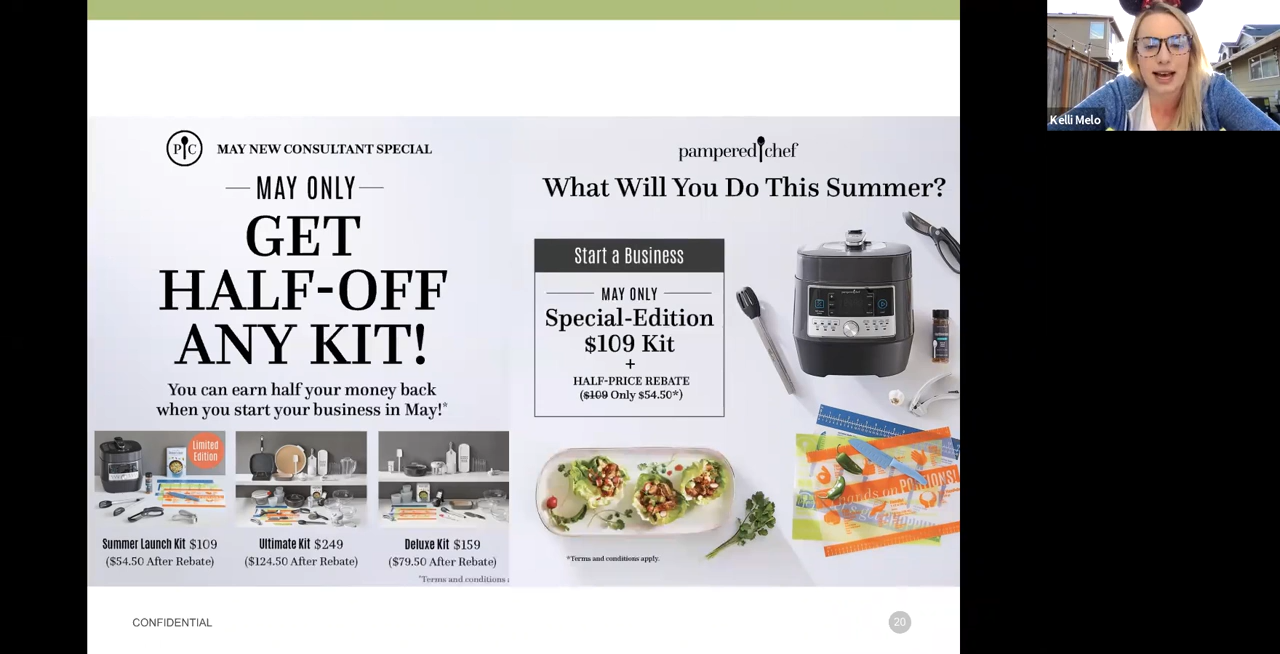 P C
MAY NEW CONSULTANT SPECIAL
MAY ONLY
GET
HALF-OFF
ANY KIT!
You can earn half your money back
when you start your business in May!*
Limited
Edition
Summer Launch Kit $109
($54.50 After Rebate)
Ultimate Kit $249
($124.50 After Rebate)
Deluxe Kit $159
($79.50 After Rebate)
*Terms and conditions
pampered chef
What Will You Do This Summer?
Start a Business
MAY ONLY
Special-Edition
$109 Kit
+
HALF-PRICE REBATE
($109 Only $54.50*)
*Terms and conditions apply.
CONFIDENTIAL
20
Kelli Melo